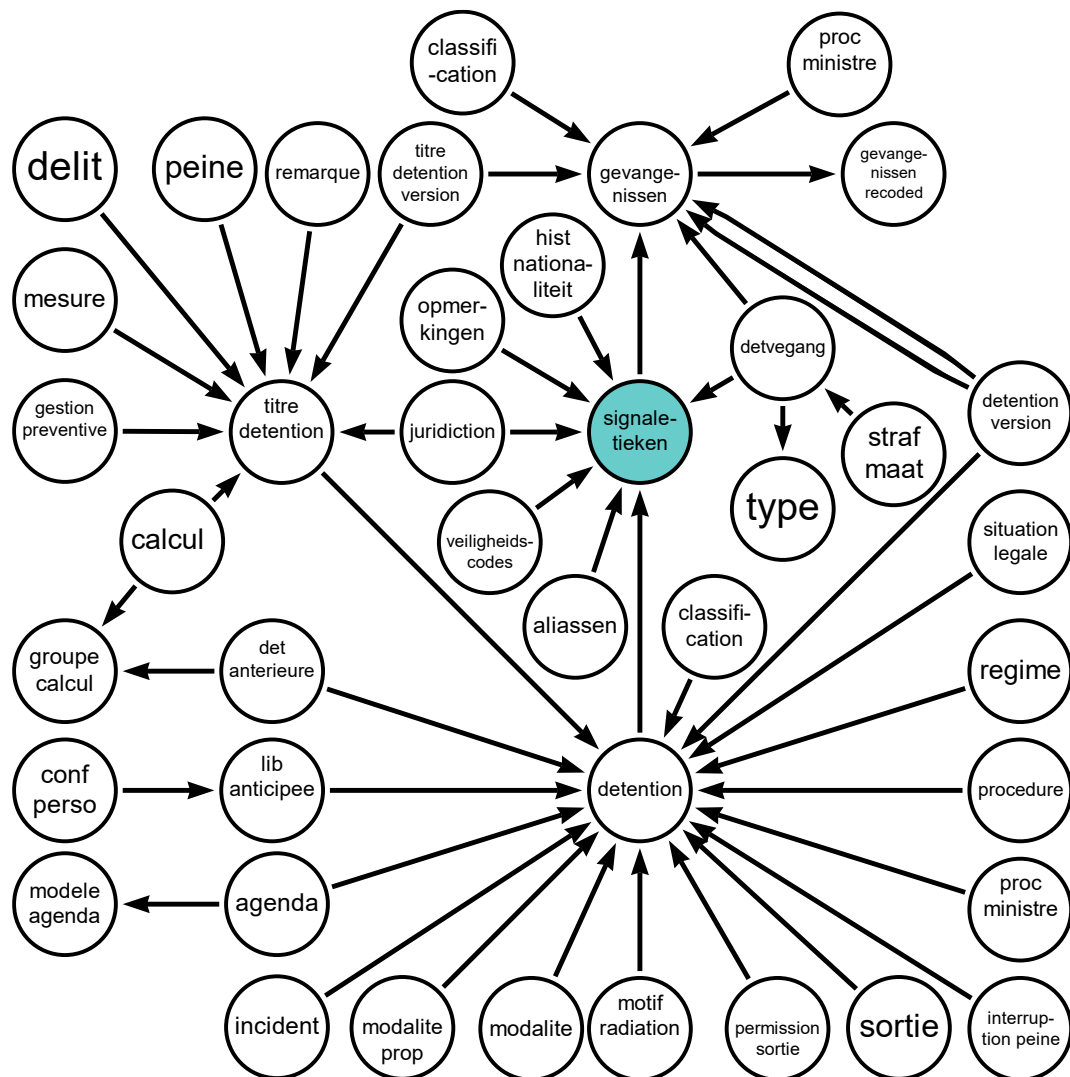 classifi
-cation
proc
ministre
delit
peine
remarque
titre
detention
version
gevange-
nissen
gevange-
nissen
recoded
hist
nationa-
liteit
mesure
opmer-
kingen
detvegang
gestion
preventive
titre
detention
juridiction
signale-
tieken
detention
version
straf
maat
type
calcul
veiligheids-
codes
situation
legale
aliassen
classifi-
cation
groupe
calcul
det
anterieure
regime
conf
perso
lib
anticipee
detention
procedure
modele
agenda
agenda
proc
ministre
incident
modalite
prop
modalite
motif
radiation
permission
sortie
sortie
interrup-
tion peine